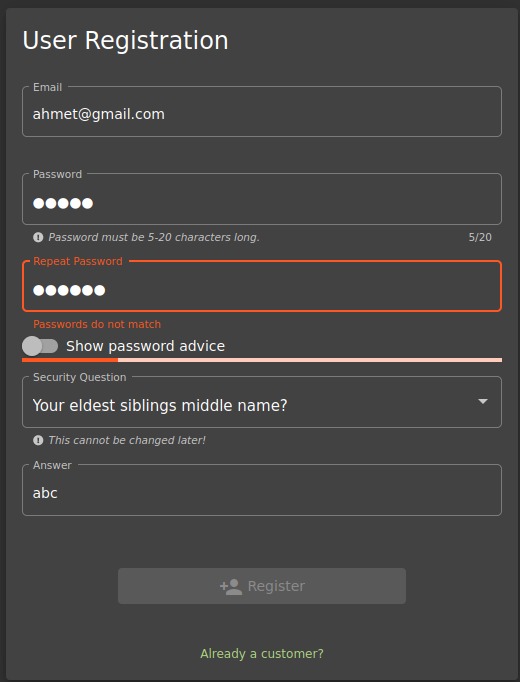 User Registration
Email
ahmet@gmail.com
Password
●●●●●
Password must be 5-20 characters long. 5/20
Repeat Password
●●●●●●
Passwords do not match
Show password advice
Security Question
Your eldest siblings middle name?
This cannot be changed later!
Answer
abc
Register
Already a customer?